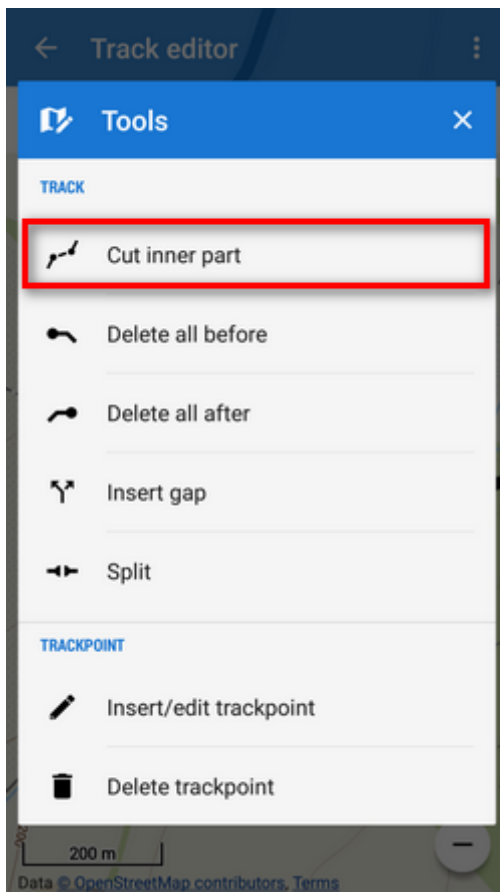 Track editor
Tools
TRACK
Cut inner part
Delete all before
Delete all after
Insert gap
Split
TRACKPOINT
Insert/edit trackpoint
Delete trackpoint
200 m
Data © OpenStreetMap contributors, Terms